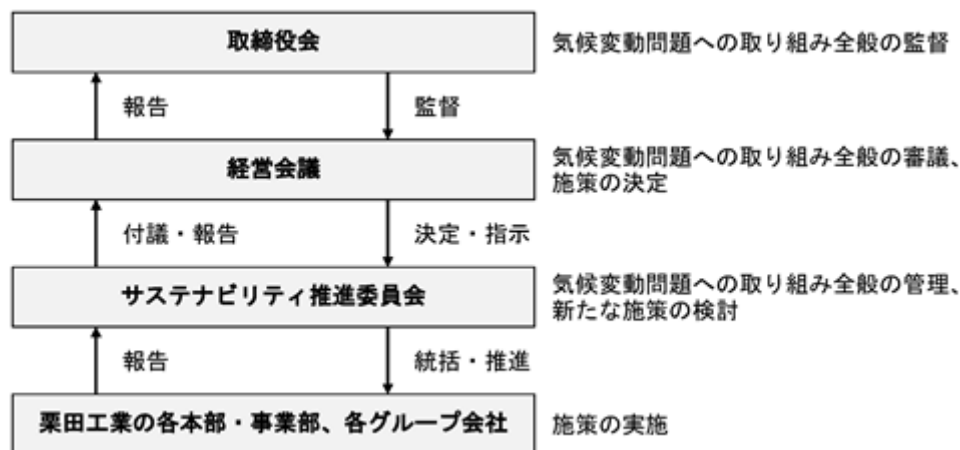 取締役会
気候変動問題への取り組み全般の監督
報告
監督
経営会議
気候変動問題への取り組み全般の審議、
施策の決定
付議・報告
決定・指示
サステナビリティ推進委員会
気候変動問題への取り組み全般の管理、
新たな施策の検討
報告
統括・推進
栗田工業の各本部・事業部、各グループ会社
施策の実施